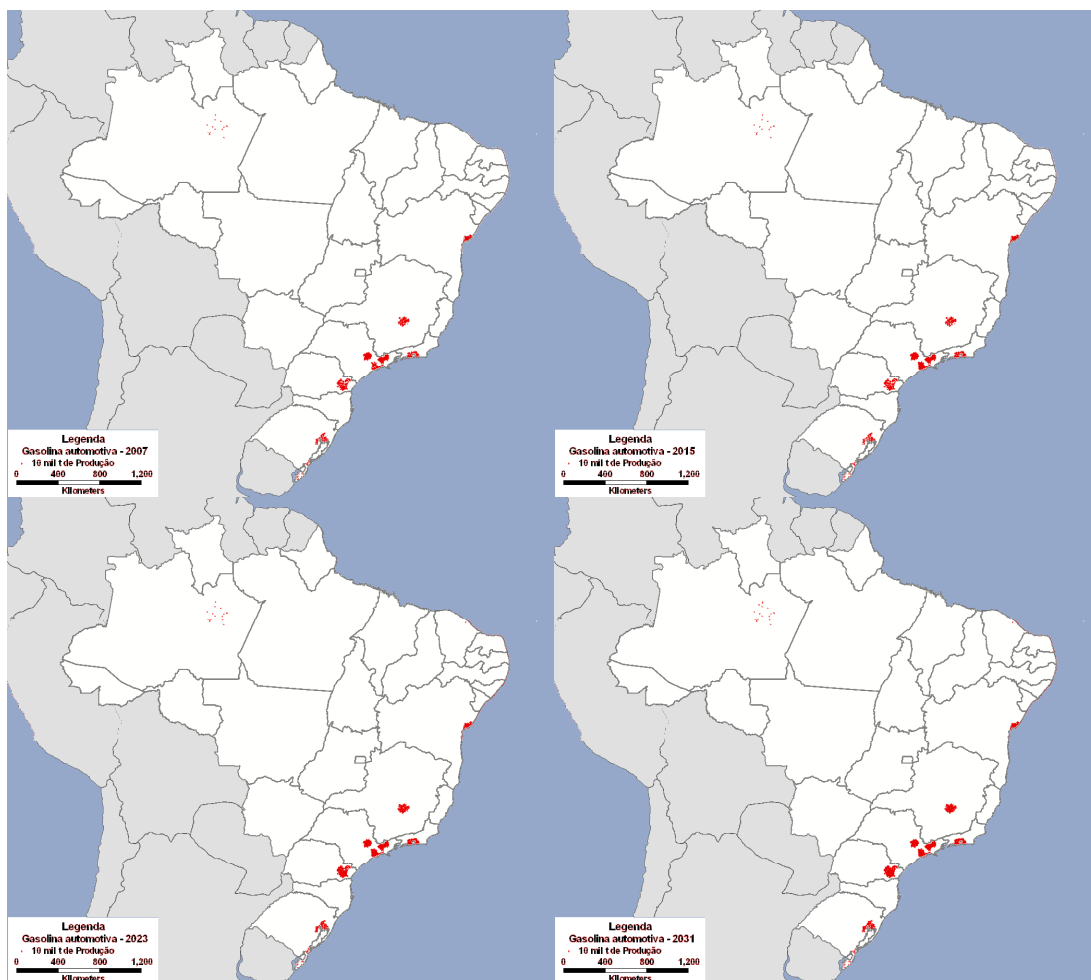 Legenda
Gasolina automotiva - 2007
10 mil t de Produção
0 400 800 1,200
Kilometers
Legenda
Gasolina automotiva - 2015
10 mil t de Produção
0 400 800 1,200
Kilometers
Legenda
Gasolina automotiva - 2023
10 mil t de Produção
0 400 800 1,200
Kilometers
Legenda
Gasolina automotiva - 2031
10 mil t de Produção
0 400 800 1,200
Kilometers